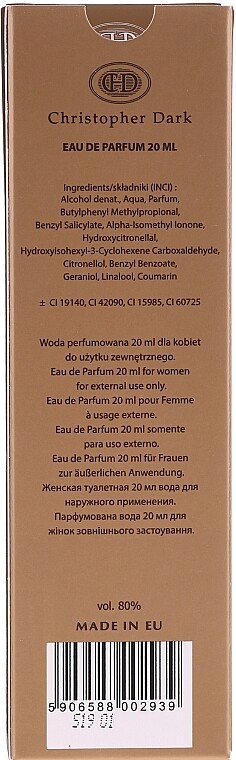 CHD
Christopher Dark
EAU DE PARFUM 20 ML
Ingredients/składniki (INCI) :
Alcohol denat., Aqua, Parfum,
Butylphenyl Methylpropional,
Benzyl Salicylate, Alpha-Isomethyl Ionone,
Hydroxycitronellal,
Hydroxyisohexyl-3-Cyclohexene Carboxaldehyde,
Citronellol, Benzyl Benzoate,
Geraniol, Linalool, Coumarin
± CI 19140, CI 42090, CI 15985, CI 60725
Woda perfumowana 20 ml dla kobiet
do użytku zewnętrznego.
Eau de Parfum 20 ml for women
for external use only.
Eau de Parfum 20 ml pour Femme
à usage externe.
Eau de Parfum 20 ml somente
para uso externo.
Eau de Parfum 20 ml für Frauen
zur äußerlichen Anwendung.
Женская туалетная 20 мл вода для
наружного применения.
Парфумована вода 20 мл для
жінок зовнішнього застоування.
vol. 80%
MADE IN EU
5 906588 002939
519 01